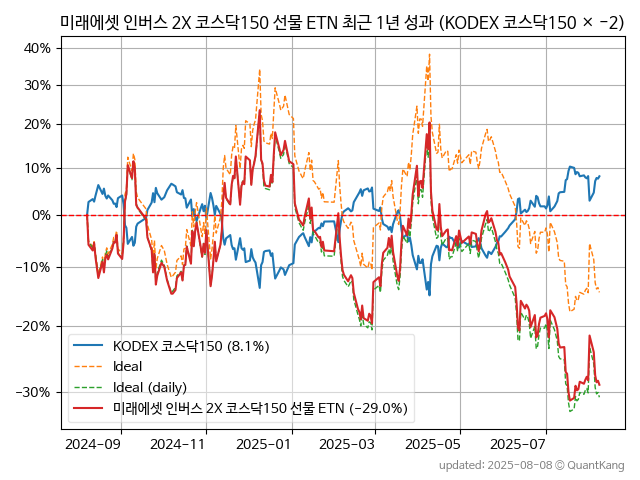 미래에셋 인버스 2X 코스닥150 선물 ETN 최근 1년 성과 (KODEX 코스닥150 × −2)
40%
30%
20%
10%
0%
−10%
−20%
−30%
KODEX 코스닥150 (8.1%)
Ideal
Ideal (daily)
미래에셋 인버스 2X 코스닥150 선물 ETN (−29.0%)
2024-09
2024-11
2025-01
2025-03
2025-05
2025-07
updated: 2025-08-08 © QuantKang